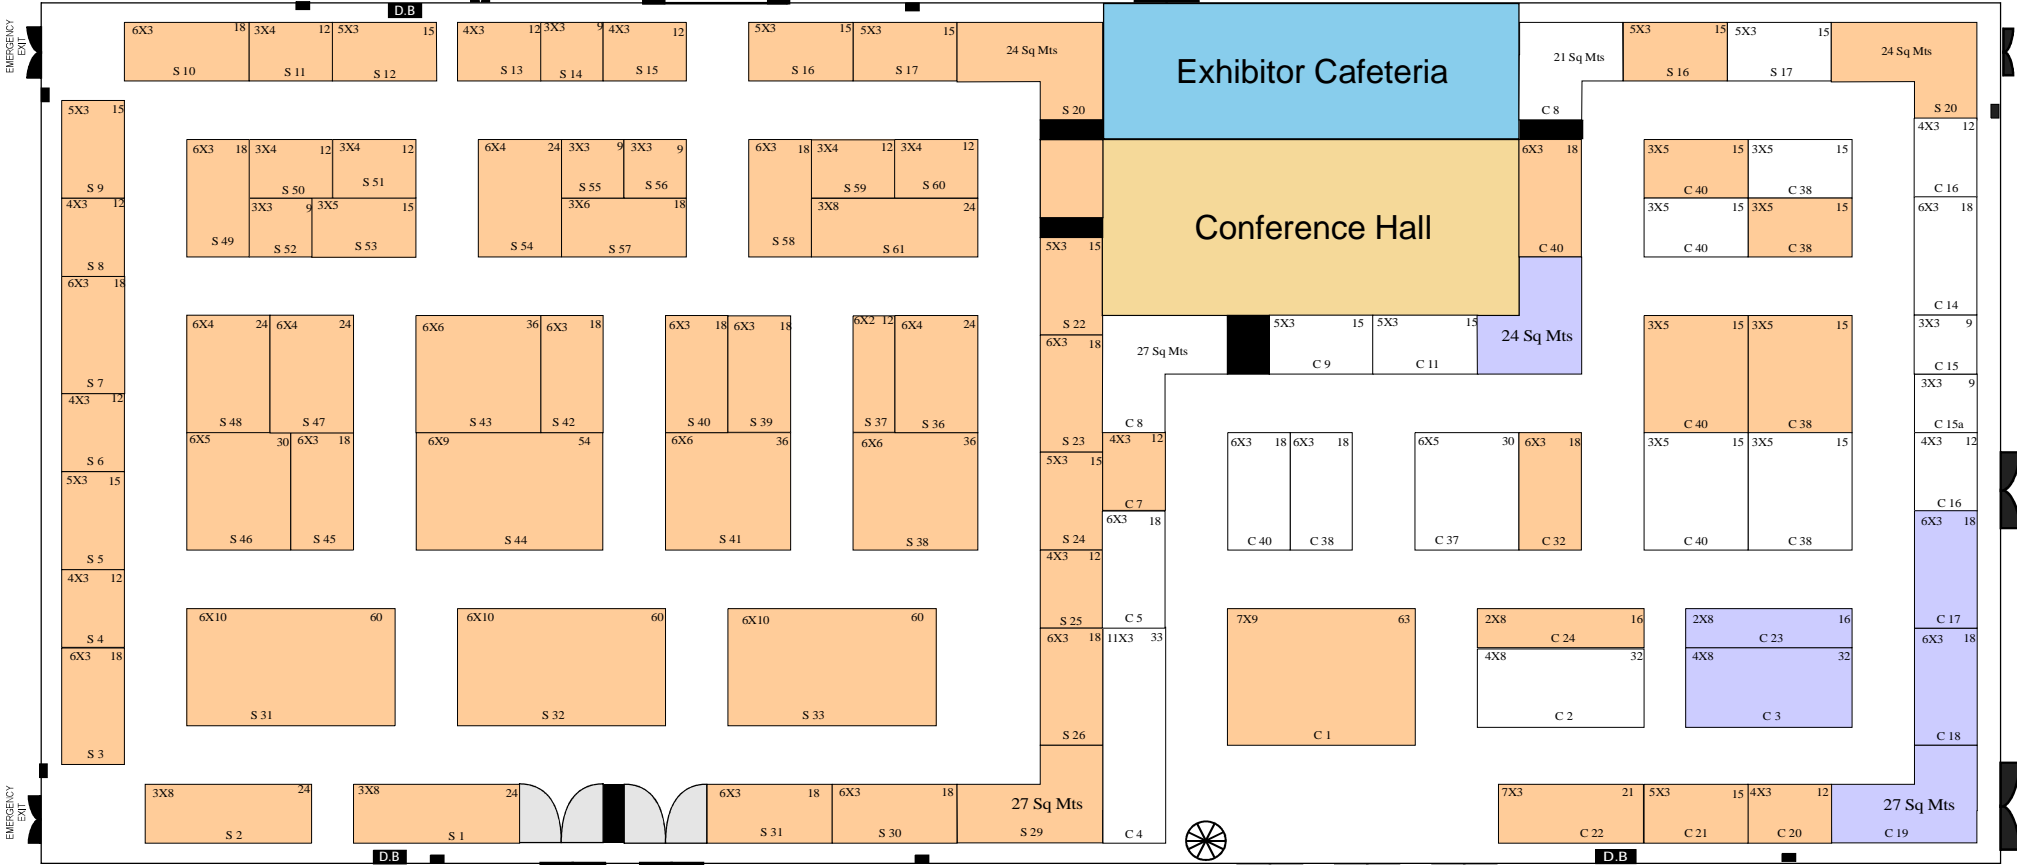 D.B
EMERGENCY
EXIT
6X3 18
S 10
3X4 12
S 11
5X3 15
S 12
4X3 12
S 13
3X3 9
S 14
4X3 12
S 15
5X3 15
S 16
5X3 15
S 17
24 Sq Mts
S 20
Exhibitor Cafeteria
21 Sq Mts
C 8
5X3 15
S 16
5X3 15
S 17
24 Sq Mts
S 20
5X3 15
S 9
4X3 12
S 8
6X3 18
S 7
4X3 12
S 6
5X3 15
S 5
4X3 12
S 4
6X3 18
S 3
6X3 18
S 49
3X4 12
S 50
3X4 12
S 51
3X3 9
S 52
3X5 15
S 53
6X4 24
S 54
3X3 9
S 55
3X3 9
S 56
3X6 18
S 57
6X3 18
S 58
3X4 12
S 59
3X4 12
S 60
3X8 24
S 61
Conference Hall
6X3 18
C 40
3X5 15
C 40
3X5 15
C 38
3X5 15
C 40
3X5 15
C 38
4X3 12
C 16
6X3 18
C 14
3X3 9
C 15
3X3 9
C 15a
4X3 12
C 16
6X3 18
C 17
6X3 18
C 18
27 Sq Mts
C 19
5X3 15
S 22
6X3 18
S 23
5X3 15
S 24
4X3 12
S 25
6X3 18
S 26
27 Sq Mts
S 29
6X4 24
S 48
6X4 24
S 47
6X5 30
S 46
6X3 18
S 45
6X6 36
S 43
6X3 18
S 42
6X9 54
S 44
6X3 18
S 40
6X3 18
S 39
6X6 36
S 41
6X2 12
S 37
6X4 24
S 36
6X6 36
S 38
27 Sq Mts
C 8
5X3 15
C 9
5X3 15
C 11
24 Sq Mts
4X3 12
C 7
6X3 18
C 5
11X3 33
C 4
6X3 18
C 40
6X3 18
C 38
6X5 30
C 37
6X3 18
C 32
3X5 15
C 40
3X5 15
C 38
3X5 15
C 40
3X5 15
C 38
6X10 60
S 31
6X10 60
S 32
6X10 60
S 33
7X9 63
C 1
2X8 16
C 24
4X8 32
C 2
2X8 16
C 23
4X8 32
C 3
EMERGENCY
EXIT
3X8 24
S 2
3X8 24
S 1
6X3 18
S 31
6X3 18
S 30
7X3 21
C 22
5X3 15
C 21
4X3 12
C 20
D.B
D.B